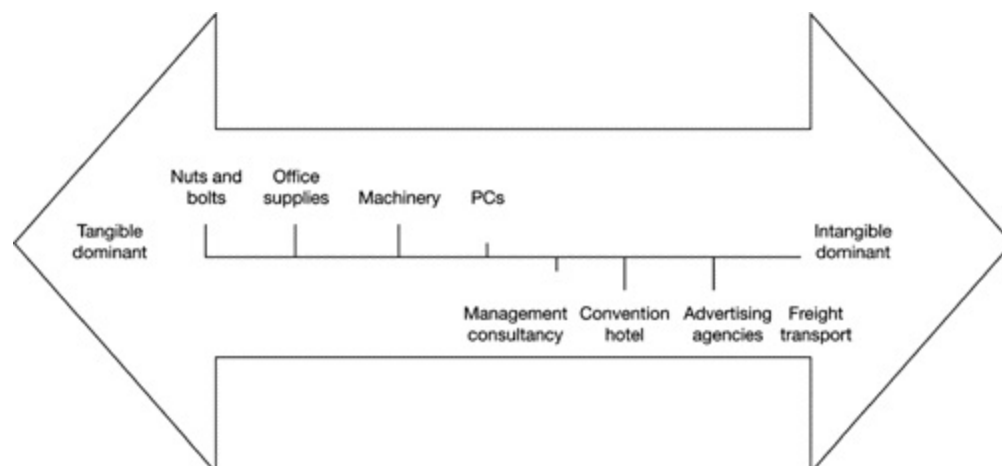 Nuts and
bolts
Office
supplies
Machinery
PCs
Tangible
dominant
Intangible
dominant
Management
consultancy
Convention
hotel
Advertising
agencies
Freight
transport